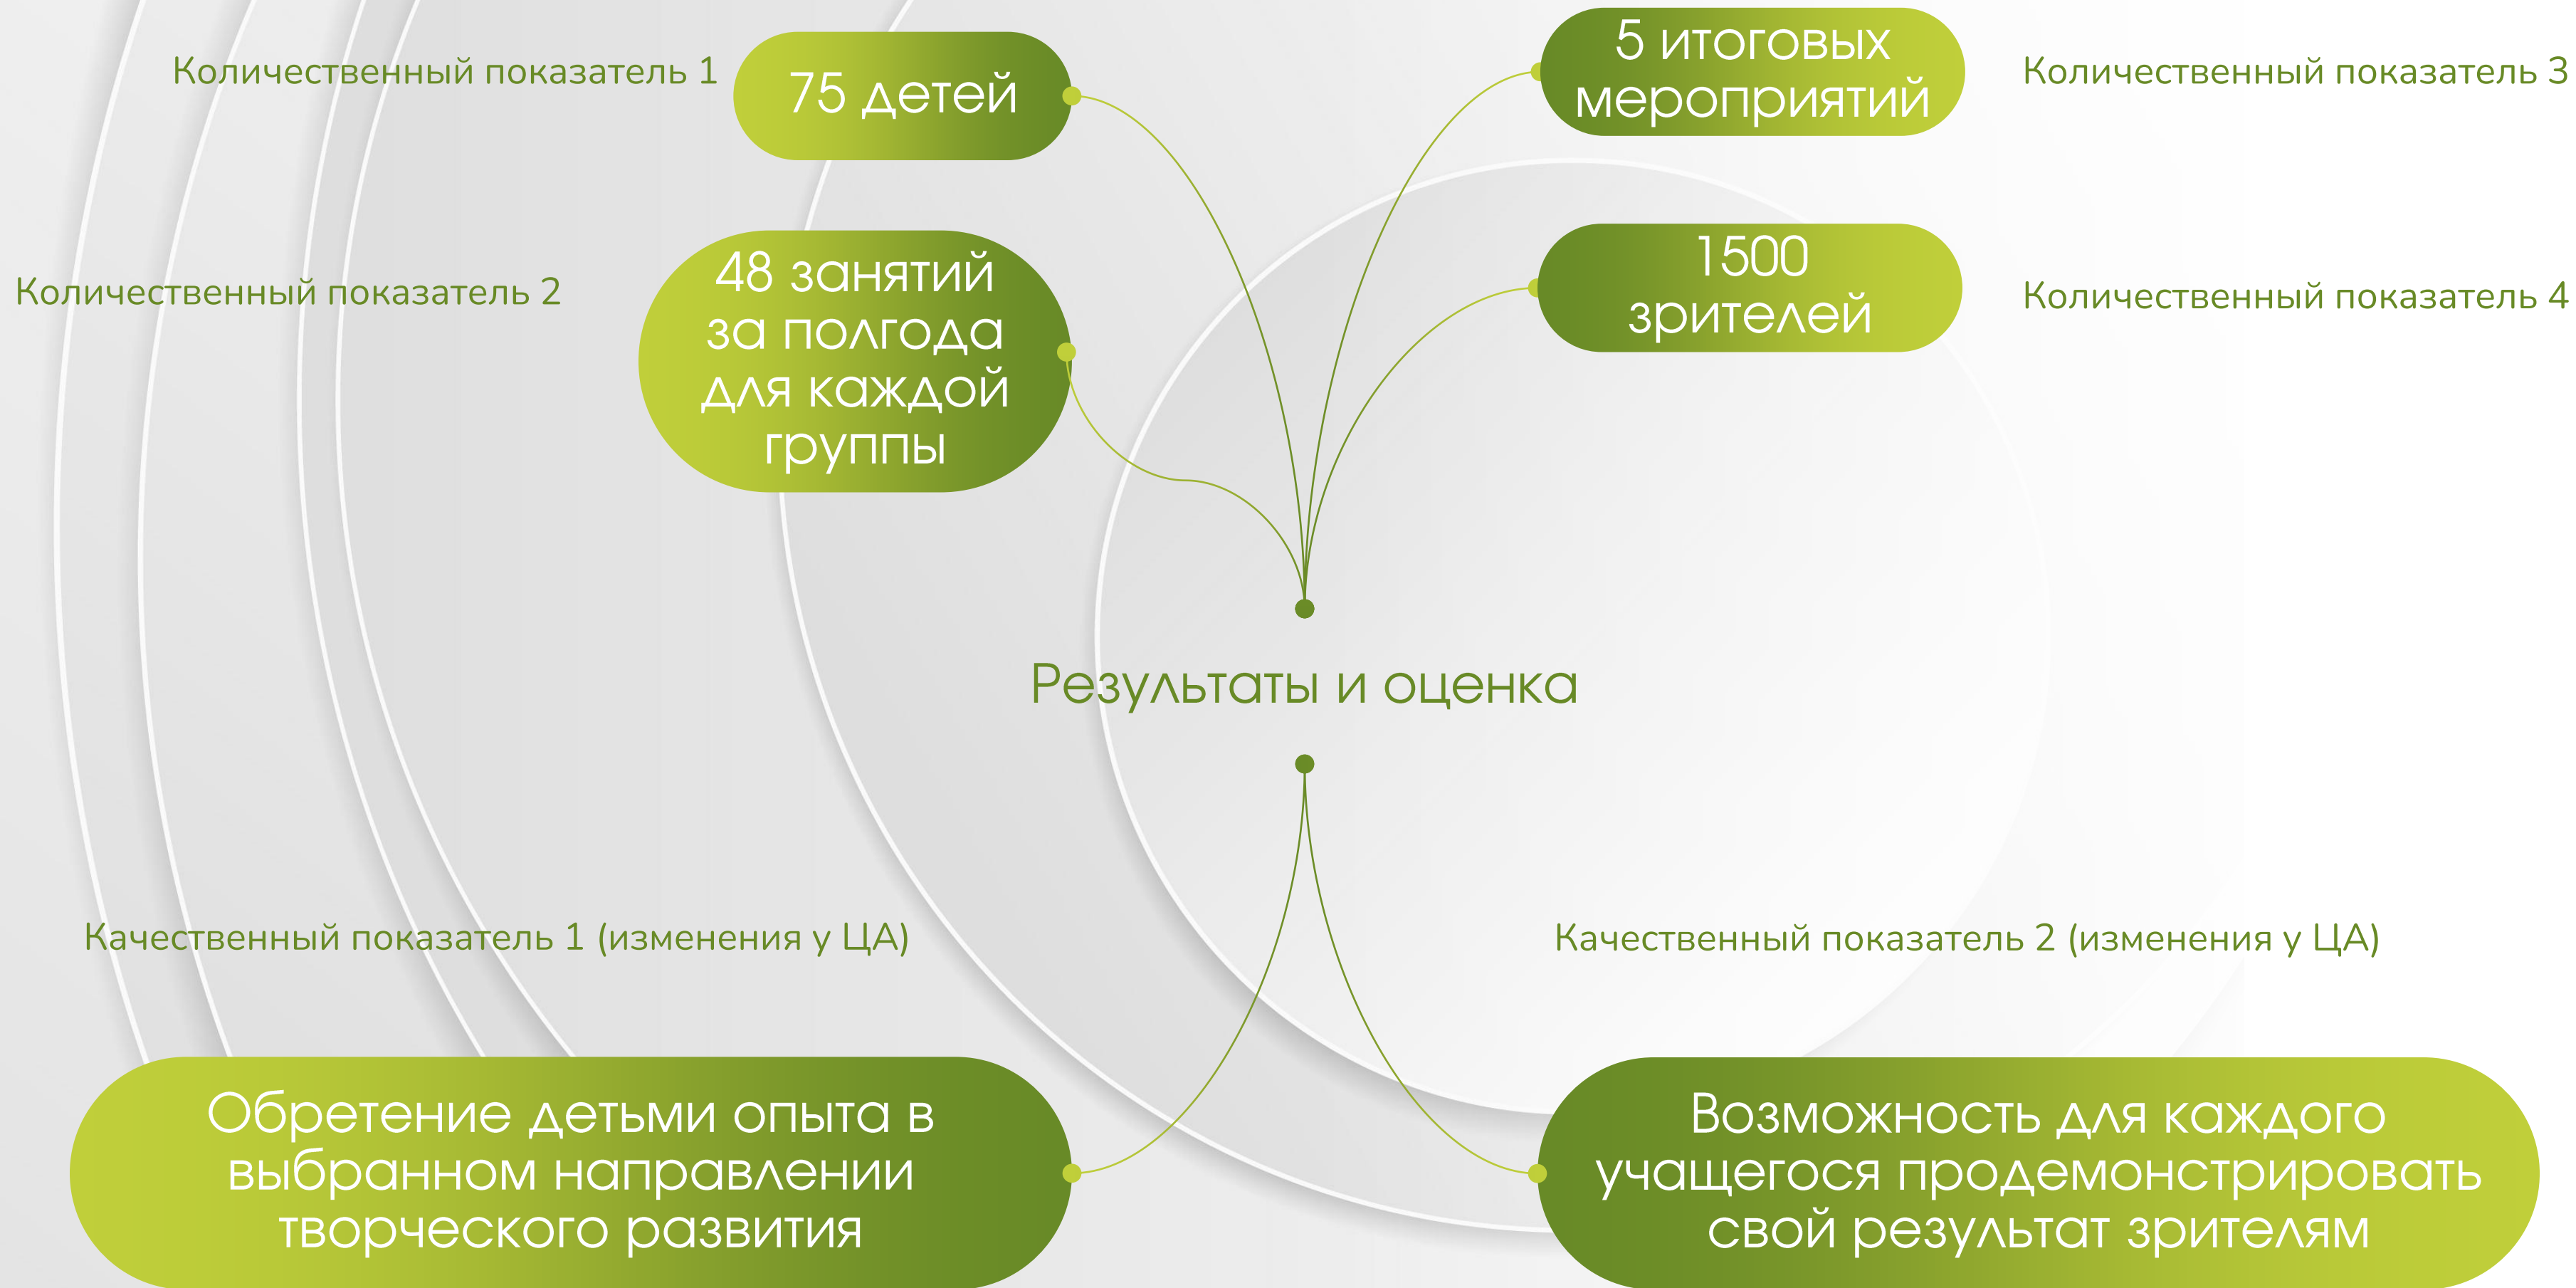 Количественный показатель 1
75 детей
5 итоговых
мероприятий
Количественный показатель 3
Количественный показатель 2
48 занятий
за полгода
для каждой
группы
1500
зрителей
Количественный показатель 4
Результаты и оценка
Качественный показатель 1 (изменения у ЦА)
Качественный показатель 2 (изменения у ЦА)
Обретение детьми опыта в
выбранном направлении
творческого развития
Возможность для каждого
учащегося продемонстрировать
свой результат зрителям